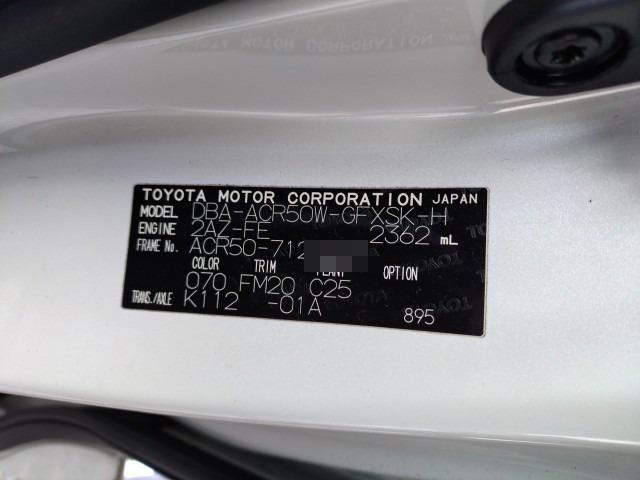 TOYOTA MOTOR CORPORATION JAPAN
MODEL DBA-ACR50W-GFXSK-H
ENGINE 2AZ-FE 2362 mL
FRAME No. ACR50-712
COLOR TRIM PLANT OPTION
070 FM20 C25
TRANS./AXLE K112 -01A
895